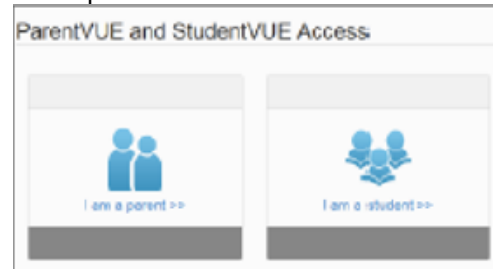 ParentVUE and StudentVUE Access
I am a parent >>
I am a student >>